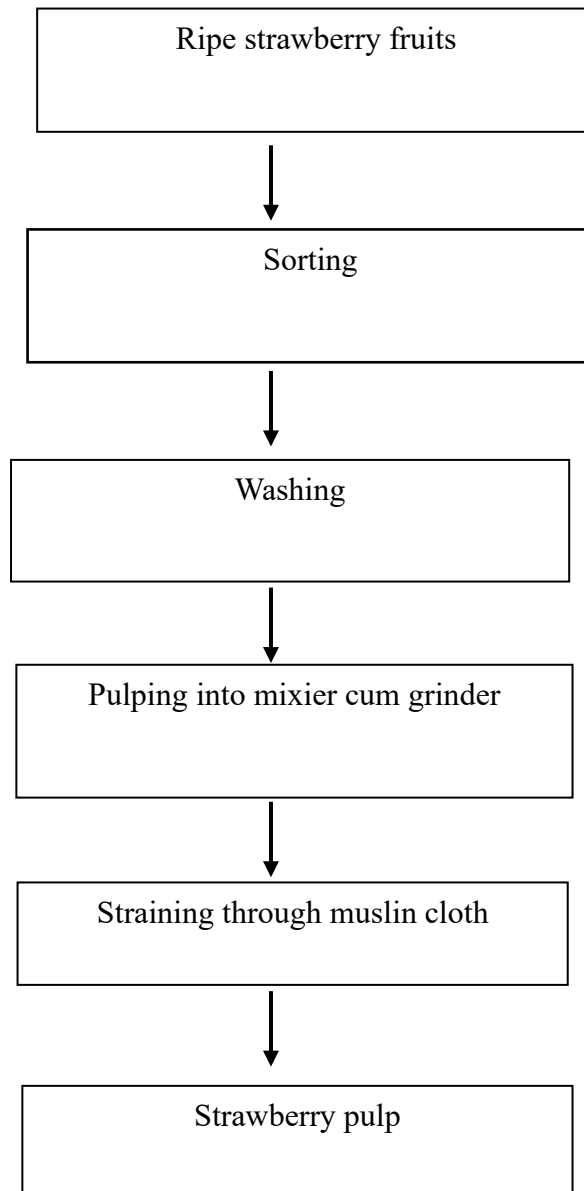 Ripe strawberry fruits
Sorting
Washing
Pulping into mixier cum grinder
Straining through muslin cloth
Strawberry pulp